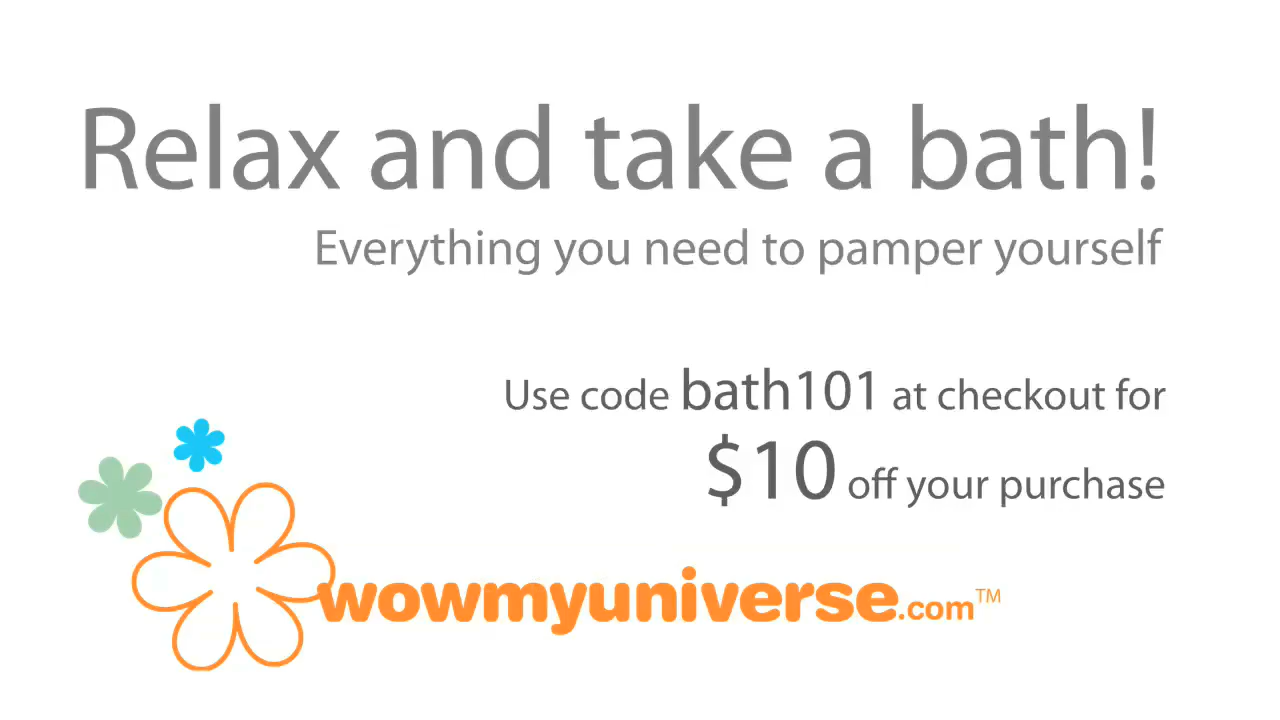 Relax and take a bath!
Everything you need to pamper yourself
Use code bath101 at checkout for
$10 off your purchase
wowmyuniverse.com™